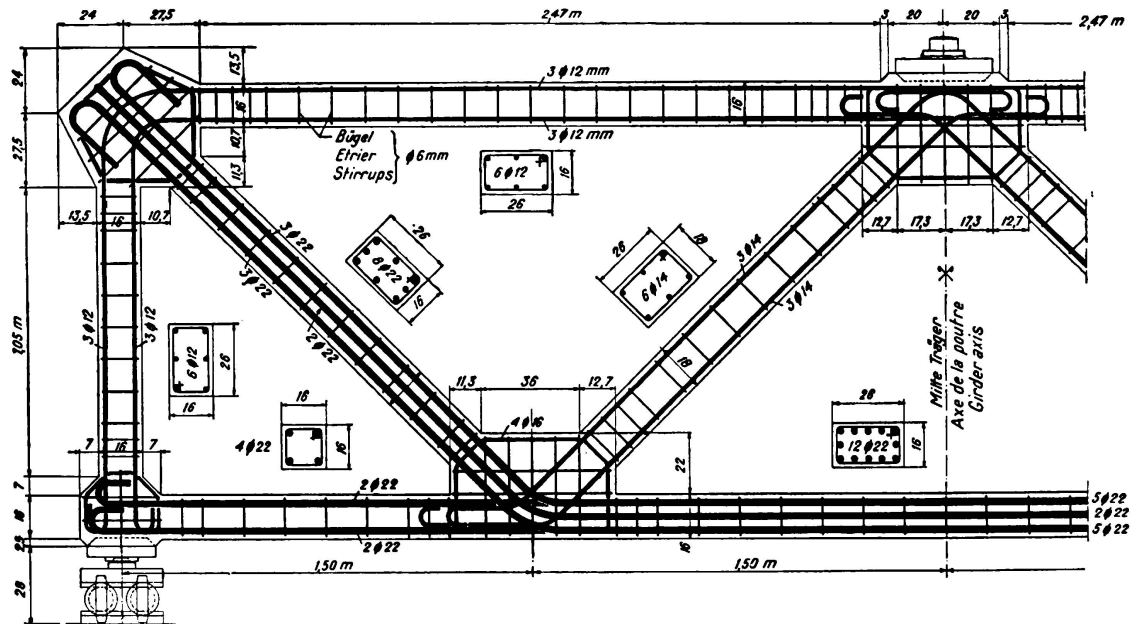 24 27,5 2,47 m 3 20 20 3 2,47 m
24
13,5
3 ϕ 12 mm
16
16
3 ϕ 12 mm
27,5
10,7
11,3
Bügel
Etrier
Stirrups
ϕ 6mm
6 ϕ 12
16
26
13,5 16 10,7
12,7 17,3 17,3 12,7
3 ϕ 22
3 ϕ 22
2 ϕ 22
26
8 ϕ 22
16
26
18
6 ϕ 14
3 ϕ 14
3 ϕ 14
18
1,05 m
3 ϕ 12
3 ϕ 12
6 ϕ 12
26
16
Mitte Träger
Axe de la poutre
Girder axis
11,3 36 12,7
16
4 ϕ 22
16
4 ϕ 16
22
26
12 ϕ 22
16
7 16 7
7
16
2,5
28
2 ϕ 22
2 ϕ 22
16
5 ϕ 22
2 ϕ 22
5 ϕ 22
1,50 m 1,50 m